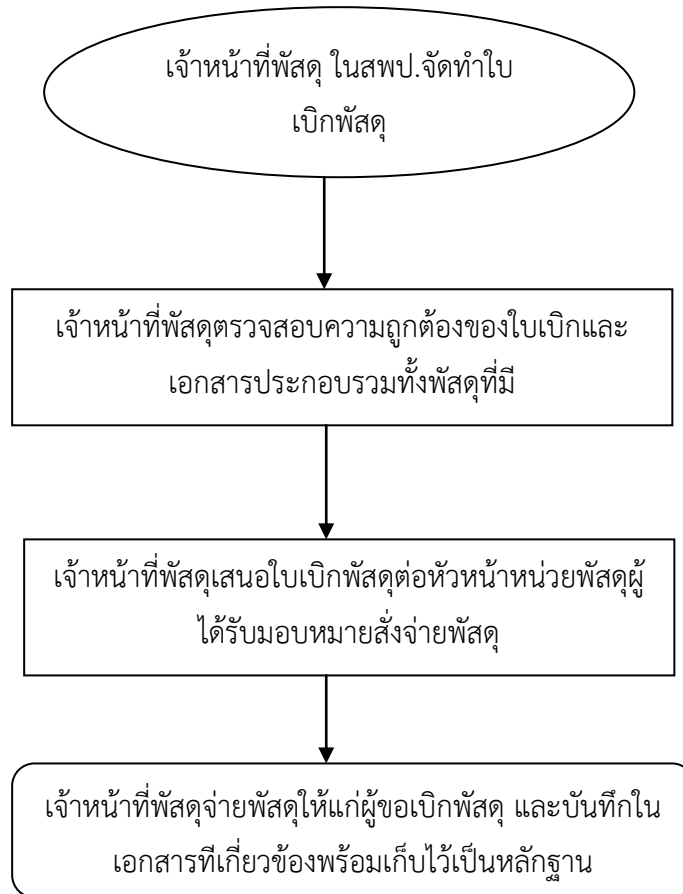 เจ้าหน้าที่พัสดุ ในสพป.จัดทำใบ
เบิกพัสดุ
เจ้าหน้าที่พัสดุตรวจสอบความถูกต้องของใบเบิกและ
เอกสารประกอบรวมทั้งพัสดุที่มี
เจ้าหน้าที่พัสดุเสนอใบเบิกพัสดุต่อหัวหน้าหน่วยพัสดุผู้
ได้รับมอบหมายสั่งจ่ายพัสดุ
เจ้าหน้าที่พัสดุจ่ายพัสดุให้แก่ผู้ขอเบิกพัสดุ และบันทึกใน
เอกสารทีเกี่ยวข้องพร้อมเก็บไว้เป็นหลักฐาน